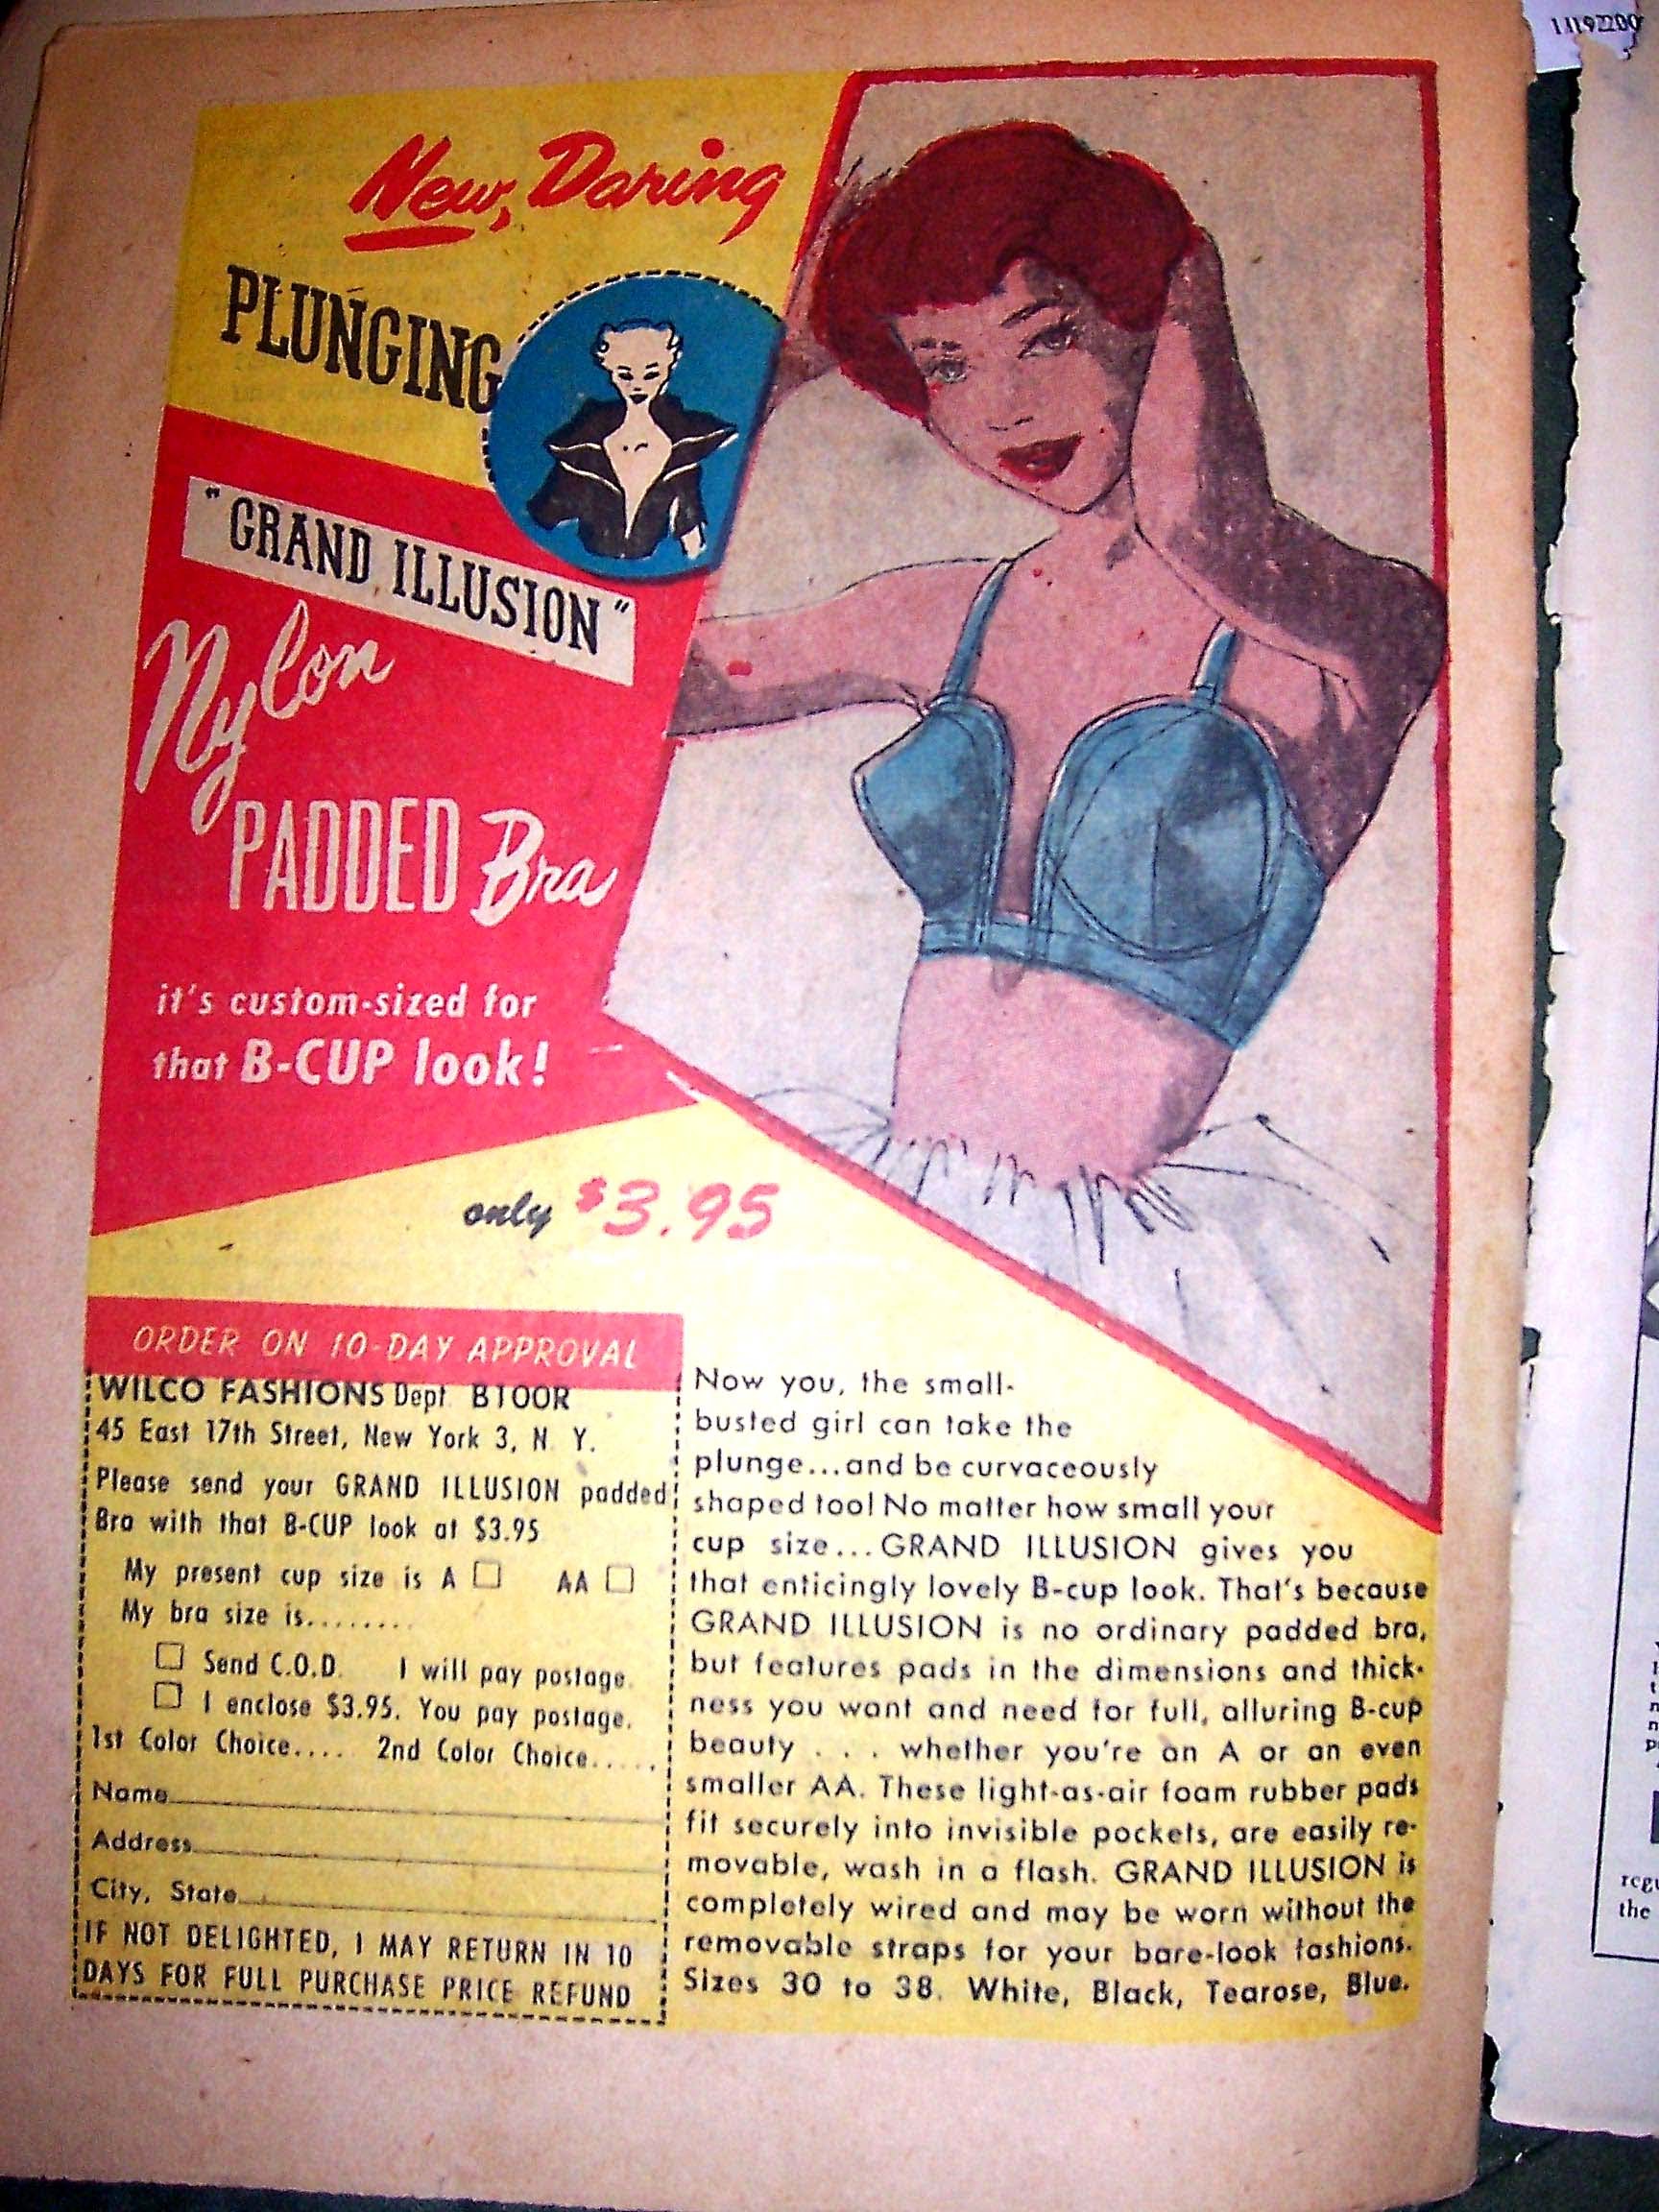 New, Daring
PLUNGING
"GRAND ILLUSION"
Nylon
PADDED Bra
it's custom-sized for
that B-CUP look!
only $3.95
ORDER ON 10-DAY APPROVAL
WILCO FASHIONS Dept B100R
45 East 17th Street, New York 3, N. Y.
Please send your GRAND ILLUSION padded
Bra with that B-CUP look at $3.95
My present cup size is A □ AA □
My bra size is........
□ Send C.O.D. I will pay postage.
□ I enclose $3.95. You pay postage.
1st Color Choice.... 2nd Color Choice.....
Name
Address
City, State
IF NOT DELIGHTED, I MAY RETURN IN 10
DAYS FOR FULL PURCHASE PRICE REFUND
Now you, the small-
busted girl can take the
plunge...and be curvaceously
shaped too! No matter how small your
cup size...GRAND ILLUSION gives you
that enticingly lovely B-cup look. That's because
GRAND ILLUSION is no ordinary padded bra,
but features pads in the dimensions and thick-
ness you want and need for full, alluring B-cup
beauty . . . whether you're an A or an even
smaller AA. These light-as-air foam rubber pads
fit securely into invisible pockets, are easily re-
movable, wash in a flash. GRAND ILLUSION is
completely wired and may be worn without the
removable straps for your bare-look fashions.
Sizes 30 to 38. White, Black, Tearose, Blue.
the